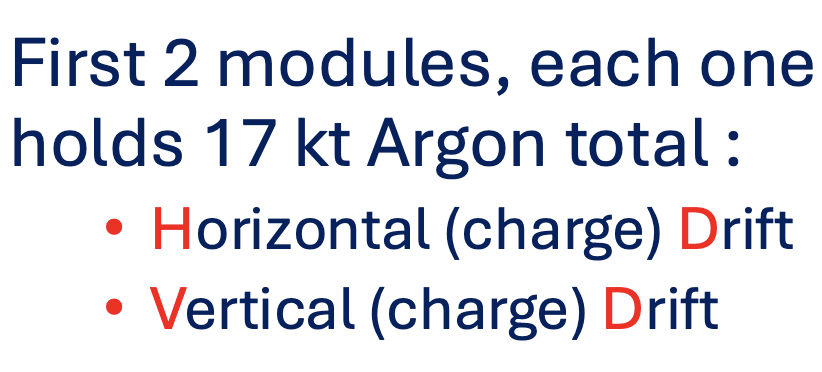 First 2 modules, each one
holds 17 kt Argon total :
• Horizontal (charge) Drift
• Vertical (charge) Drift